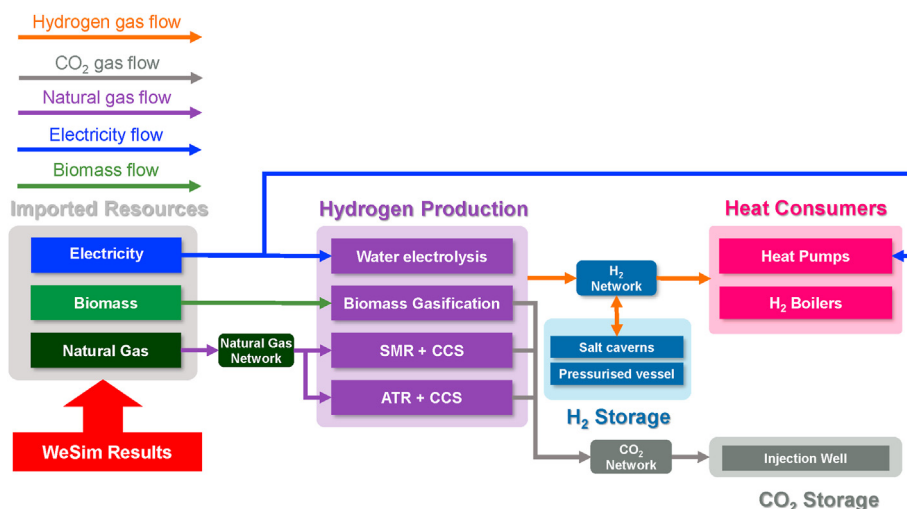 Hydrogen gas flow
CO₂ gas flow
Natural gas flow
Electricity flow
Biomass flow
Imported Resources
Hydrogen Production
Heat Consumers
Electricity
Water electrolysis
H₂
Network
Heat Pumps
Biomass
Biomass Gasification
H₂ Boilers
Natural Gas
Natural Gas
Network
SMR + CCS
Salt caverns
Pressurised vessel
ATR + CCS
H₂ Storage
WeSim Results
CO₂
Network
Injection Well
CO₂ Storage